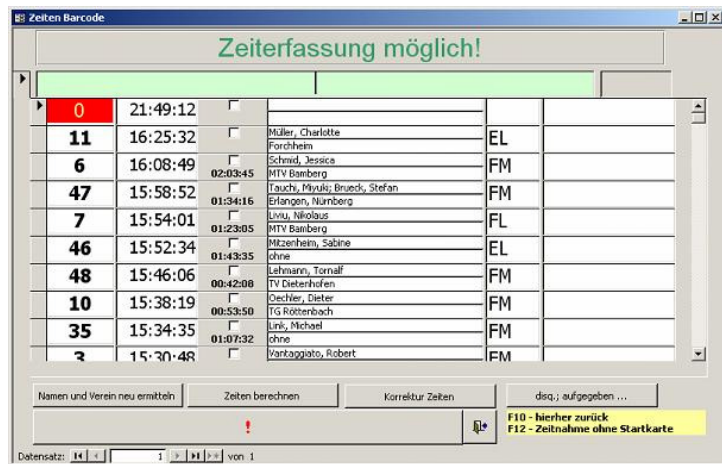 Zeiten Barcode
Zeiterfassung möglich!
0 21:49:12
11 16:25:32 Müller, Charlotte EL
Forchheim
6 16:08:49 Schmid, Jessica FM
02:03:45 MTV Bamberg
47 15:58:52 Tauchi, Miyuki; Brueck, Stefan FM
01:34:16 Erlangen, Nürnberg
7 15:54:01 Liviu, Nikolaus FL
01:23:05 MTV Bamberg
46 15:52:34 Mitzenheim, Sabine EL
01:43:35 ohne
48 15:46:06 Lehmann, Tornalf FM
00:42:08 TV Dietenhofen
10 15:38:19 Oechler, Dieter FM
00:53:50 TG Röttenbach
35 15:34:35 Link, Michael FM
01:07:32 ohne
3 15:30:48 Vantaggiato, Robert FM
Namen und Verein neu ermitteln Zeiten berechnen Korrektur Zeiten disq.; aufgegeben ...
! F10 - hierher zurück
F12 - Zeitnahme ohne Startkarte
Datensatz: 1 von 1